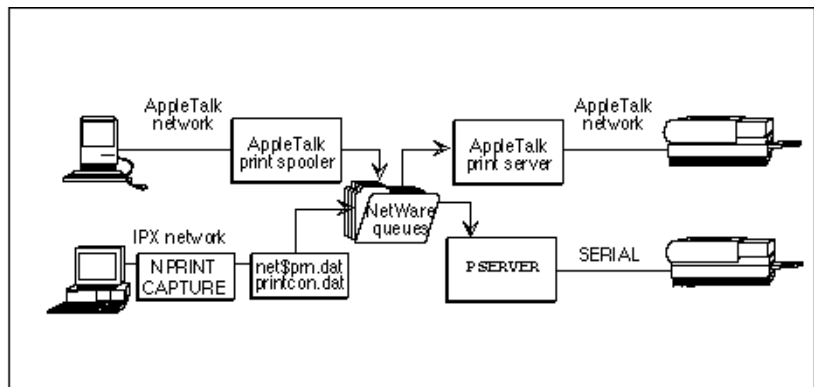 AppleTalk
network
AppleTalk
print spooler
AppleTalk
print server
AppleTalk
network
NetWare
queues
IPX network
NPRINT
CAPTURE
net$prn.dat
printcon.dat
PSERVER
SERIAL